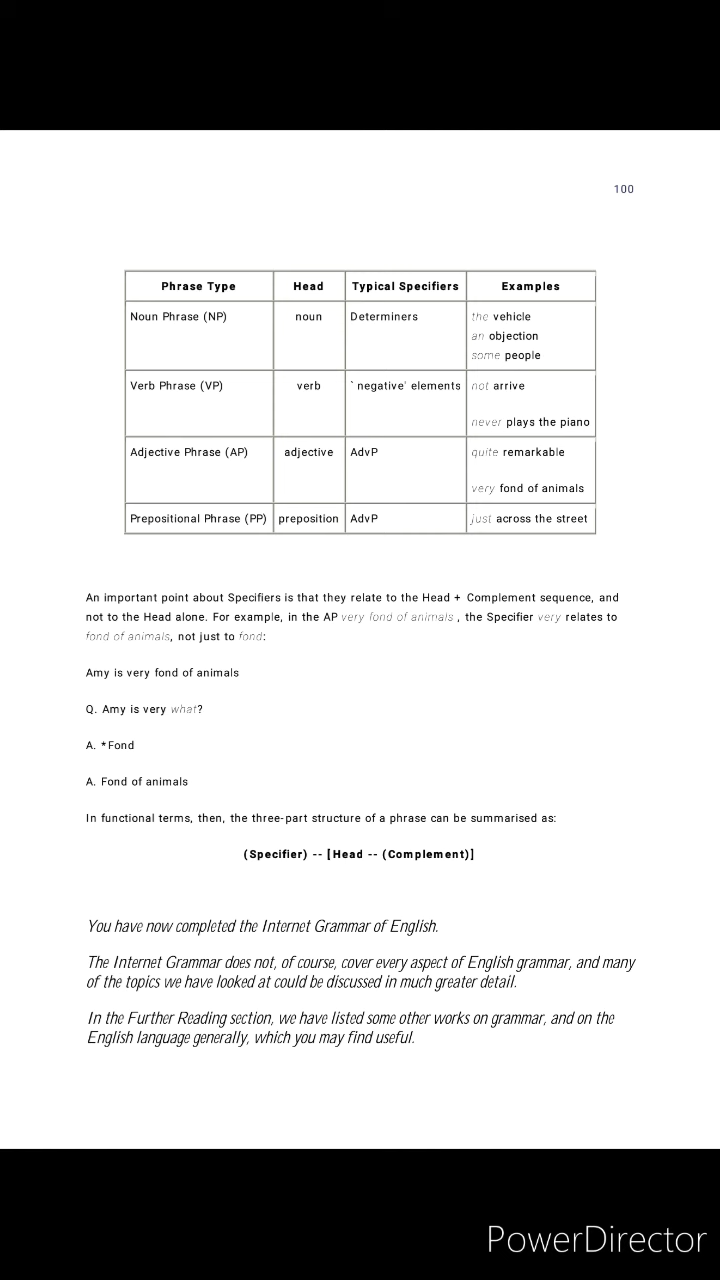 100
Phrase Type Head Typical Specifiers Examples
Noun Phrase (NP) noun Determiners the vehicle
an objection
some people
Verb Phrase (VP) verb `negative' elements not arrive
never plays the piano
Adjective Phrase (AP) adjective AdvP quite remarkable
very fond of animals
Prepositional Phrase (PP) preposition AdvP just across the street
An important point about Specifiers is that they relate to the Head + Complement sequence, and
not to the Head alone. For example, in the AP very fond of animals , the Specifier very relates to
fond of animals, not just to fond:
Amy is very fond of animals
Q. Amy is very what?
A. *Fond
A. Fond of animals
In functional terms, then, the three-part structure of a phrase can be summarised as:
(Specifier) -- [Head -- (Complement)]
You have now completed the Internet Grammar of English.
The Internet Grammar does not, of course, cover every aspect of English grammar, and many
of the topics we have looked at could be discussed in much greater detail.
In the Further Reading section, we have listed some other works on grammar, and on the
English language generally, which you may find useful.
PowerDirector